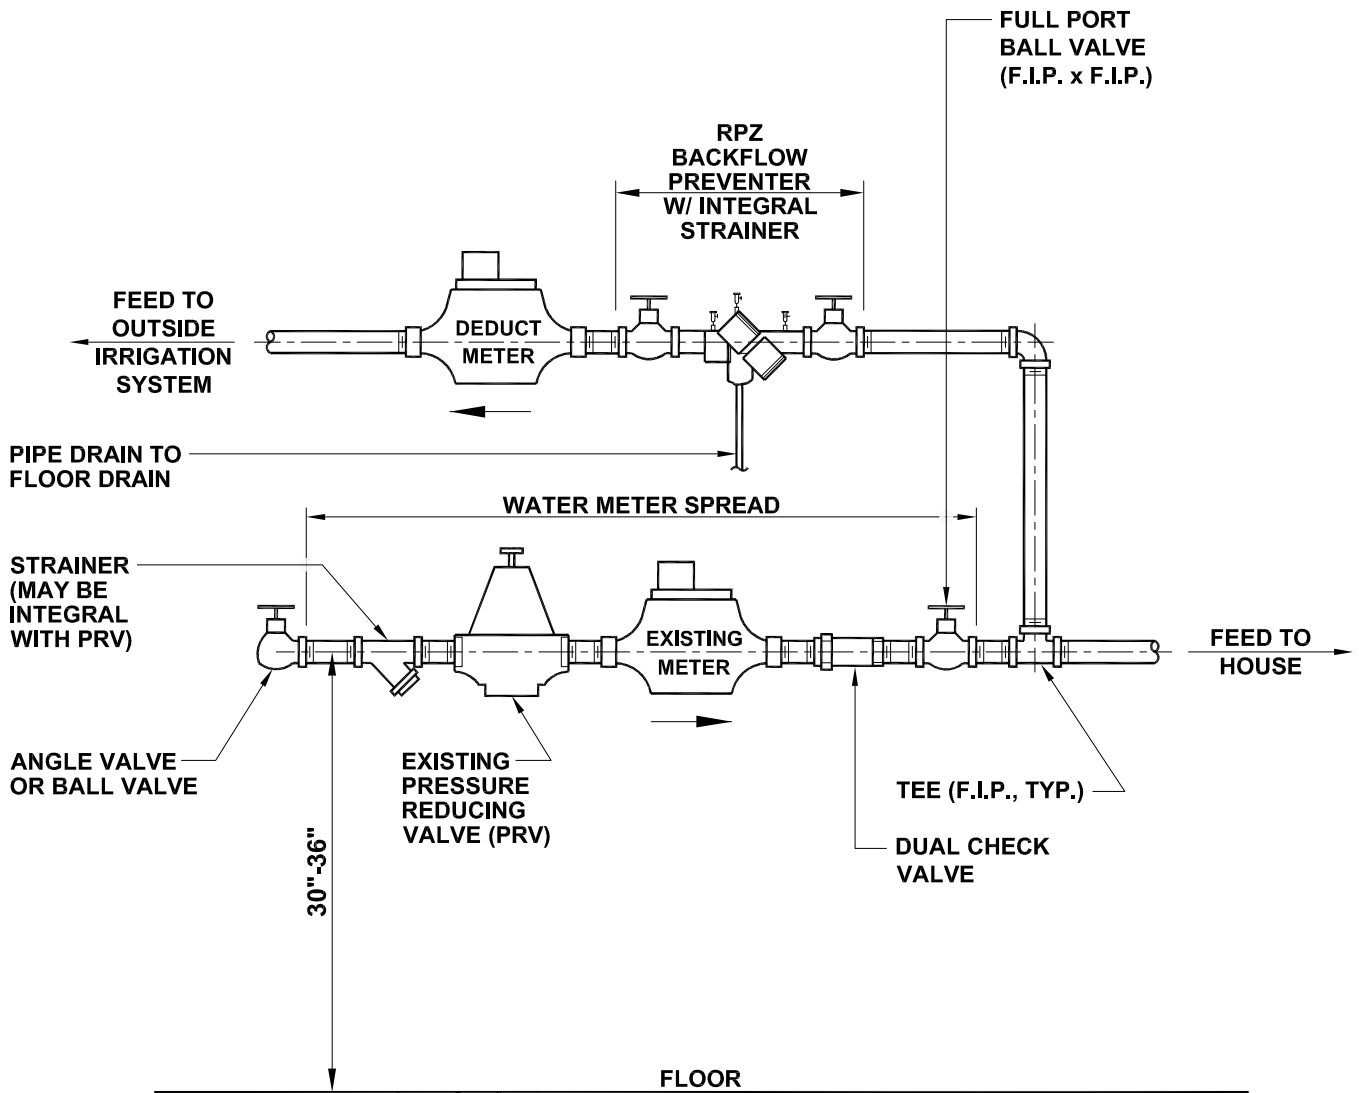 FULL PORT
BALL VALVE
(F.I.P. x F.I.P.)
RPZ
BACKFLOW
PREVENTER
W/ INTEGRAL
STRAINER
FEED TO
OUTSIDE
IRRIGATION
SYSTEM
DEDUCT
METER
PIPE DRAIN TO
FLOOR DRAIN
WATER METER SPREAD
STRAINER
(MAY BE
INTEGRAL
WITH PRV)
EXISTING
METER
FEED TO
HOUSE
ANGLE VALVE
OR BALL VALVE
EXISTING
PRESSURE
REDUCING
VALVE (PRV)
TEE (F.I.P., TYP.)
DUAL CHECK
VALVE
30"-36"
FLOOR